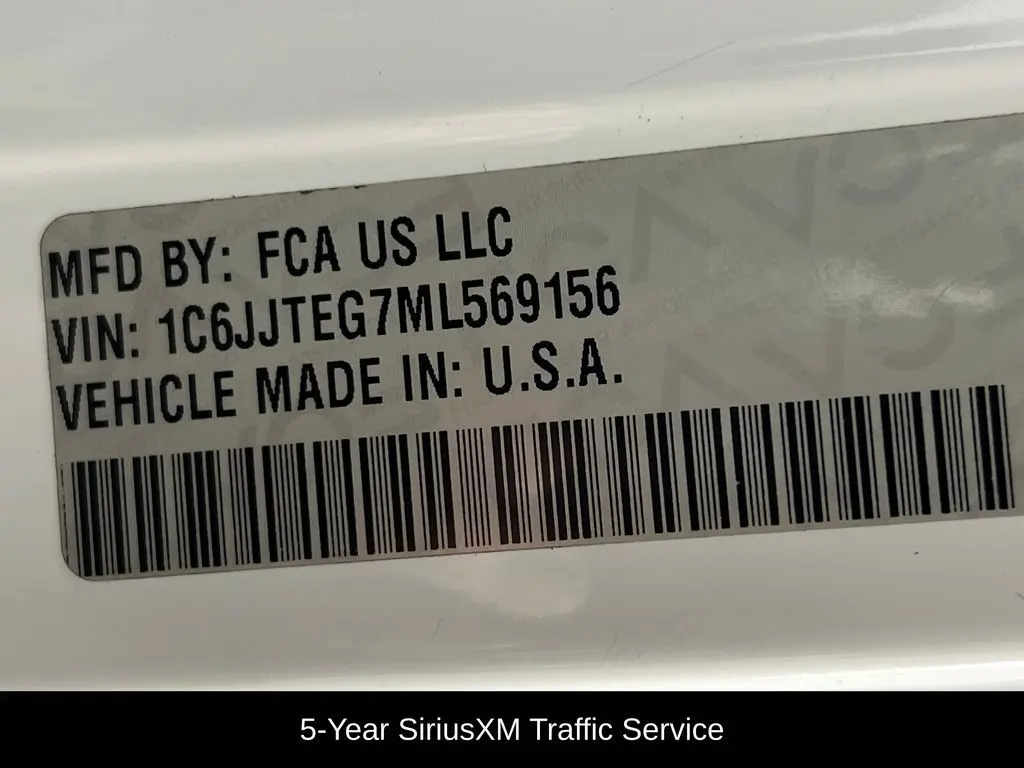 MFD BY: FCA US LLC
VIN: 1C6JJTEG7ML569156
VEHICLE MADE IN: U.S.A.
5-Year SiriusXM Traffic Service